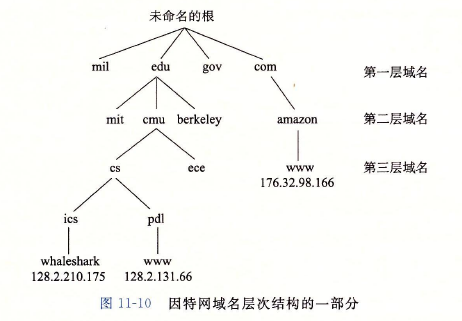 未命名的根
mil edu gov com 第一层域名
mit cmu berkeley amazon 第二层域名
cs ece www 第三层域名
176.32.98.166
ics pdl
whaleshark www
128.2.210.175 128.2.131.66
图 11-10 因特网域名层次结构的一部分